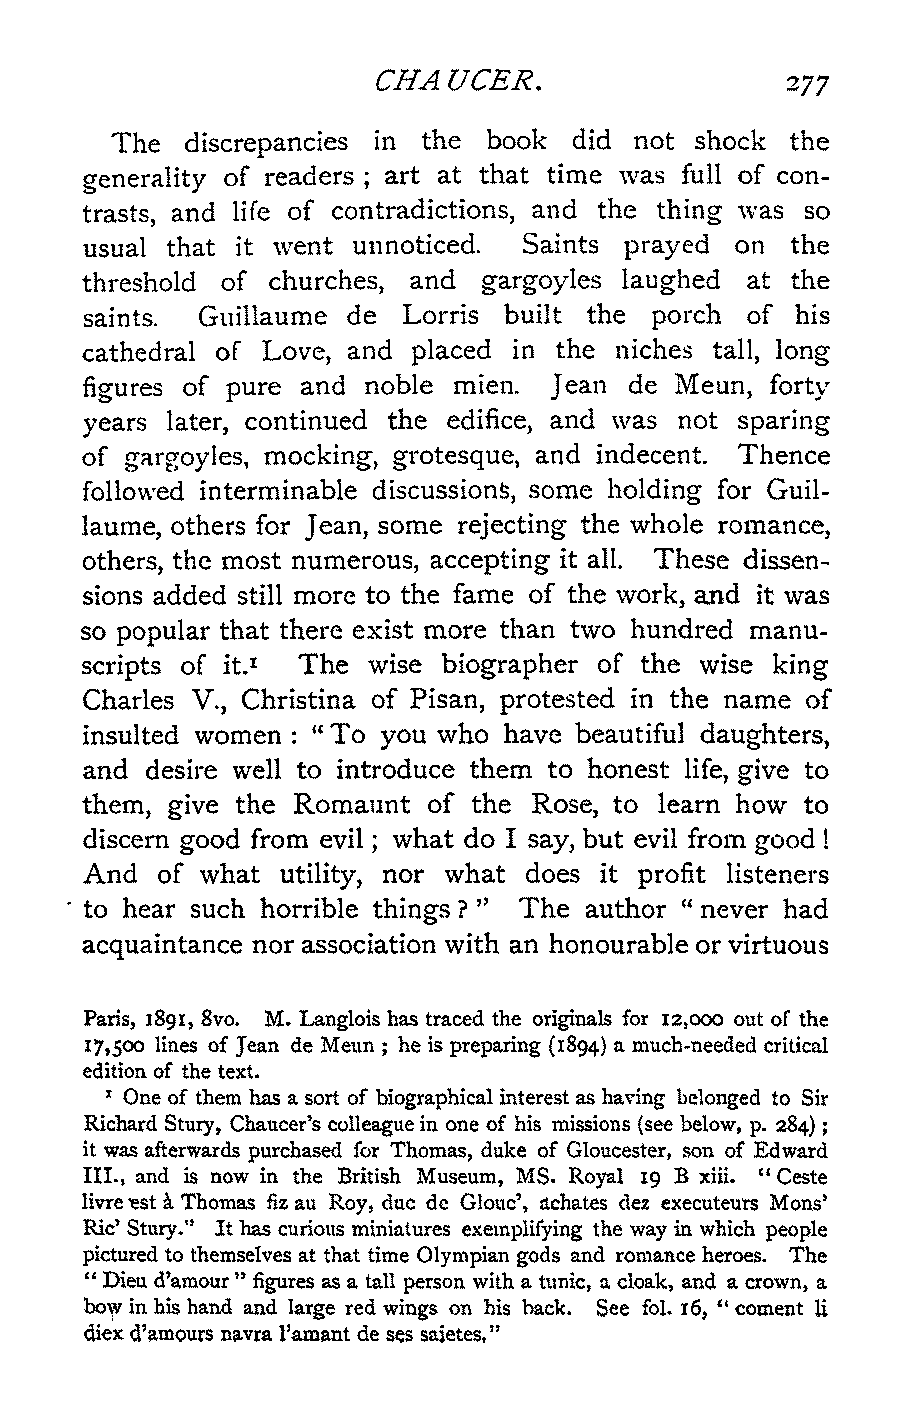 CHAUCER. 277
The discrepancies in the book did not shock the
generality of readers ; art at that time was full of con-
trasts, and life of contradictions, and the thing was so
usual that it went unnoticed. Saints prayed on the
threshold of churches, and gargoyles laughed at the
saints. Guillaume de Lorris built the porch of his
cathedral of Love, and placed in the niches tall, long
figures of pure and noble mien. Jean de Meun, forty
years later, continued the edifice, and was not sparing
of gargoyles, mocking, grotesque, and indecent. Thence
followed interminable discussions, some holding for Guil-
laume, others for Jean, some rejecting the whole romance,
others, the most numerous, accepting it all. These dissen-
sions added still more to the fame of the work, and it was
so popular that there exist more than two hundred manu-
scripts of it.¹ The wise biographer of the wise king
Charles V., Christina of Pisan, protested in the name of
insulted women : “To you who have beautiful daughters,
and desire well to introduce them to honest life, give to
them, give the Romaunt of the Rose, to learn how to
discern good from evil ; what do I say, but evil from good !
And of what utility, nor what does it profit listeners
to hear such horrible things ? ” The author “ never had
acquaintance nor association with an honourable or virtuous
Paris, 1891, 8vo. M. Langlois has traced the originals for 12,000 out of the
17,500 lines of Jean de Meun ; he is preparing (1894) a much-needed critical
edition of the text.
¹ One of them has a sort of biographical interest as having belonged to Sir
Richard Stury, Chaucer’s colleague in one of his missions (see below, p. 284) ;
it was afterwards purchased for Thomas, duke of Gloucester, son of Edward
III., and is now in the British Museum, MS. Royal 19 B xiii. “ Ceste
livre est à Thomas fiz au Roy, duc de Glouc’, achates dez executeurs Mons’
Ric’ Stury.” It has curious miniatures exemplifying the way in which people
pictured to themselves at that time Olympian gods and romance heroes. The
“ Dieu d’amour ” figures as a tall person with a tunic, a cloak, and a crown, a
bow in his hand and large red wings on his back. See fol. 16, “ coment li
diex d’amours navra l’amant de ses saietes.”